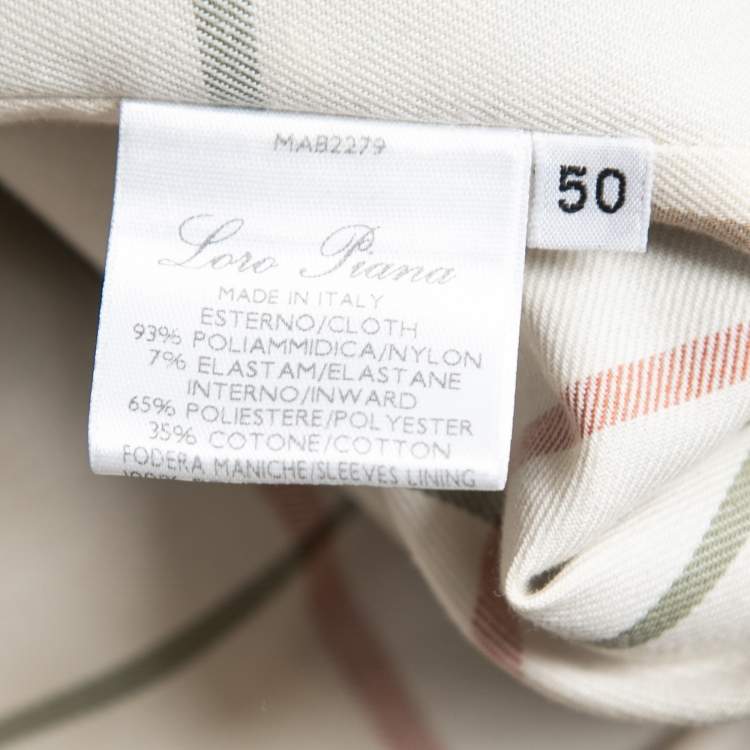 MAB2279
50
Loro Piana
MADE IN ITALY
ESTERNO/CLOTH
93% POLIAMMIDICA/NYLON
7% ELASTAM/ELASTANE
INTERNO/INWARD
65% POLIESTERE/POLYESTER
35% COTONE/COTTON
FODERA MANICHE/SLEEVES LINING